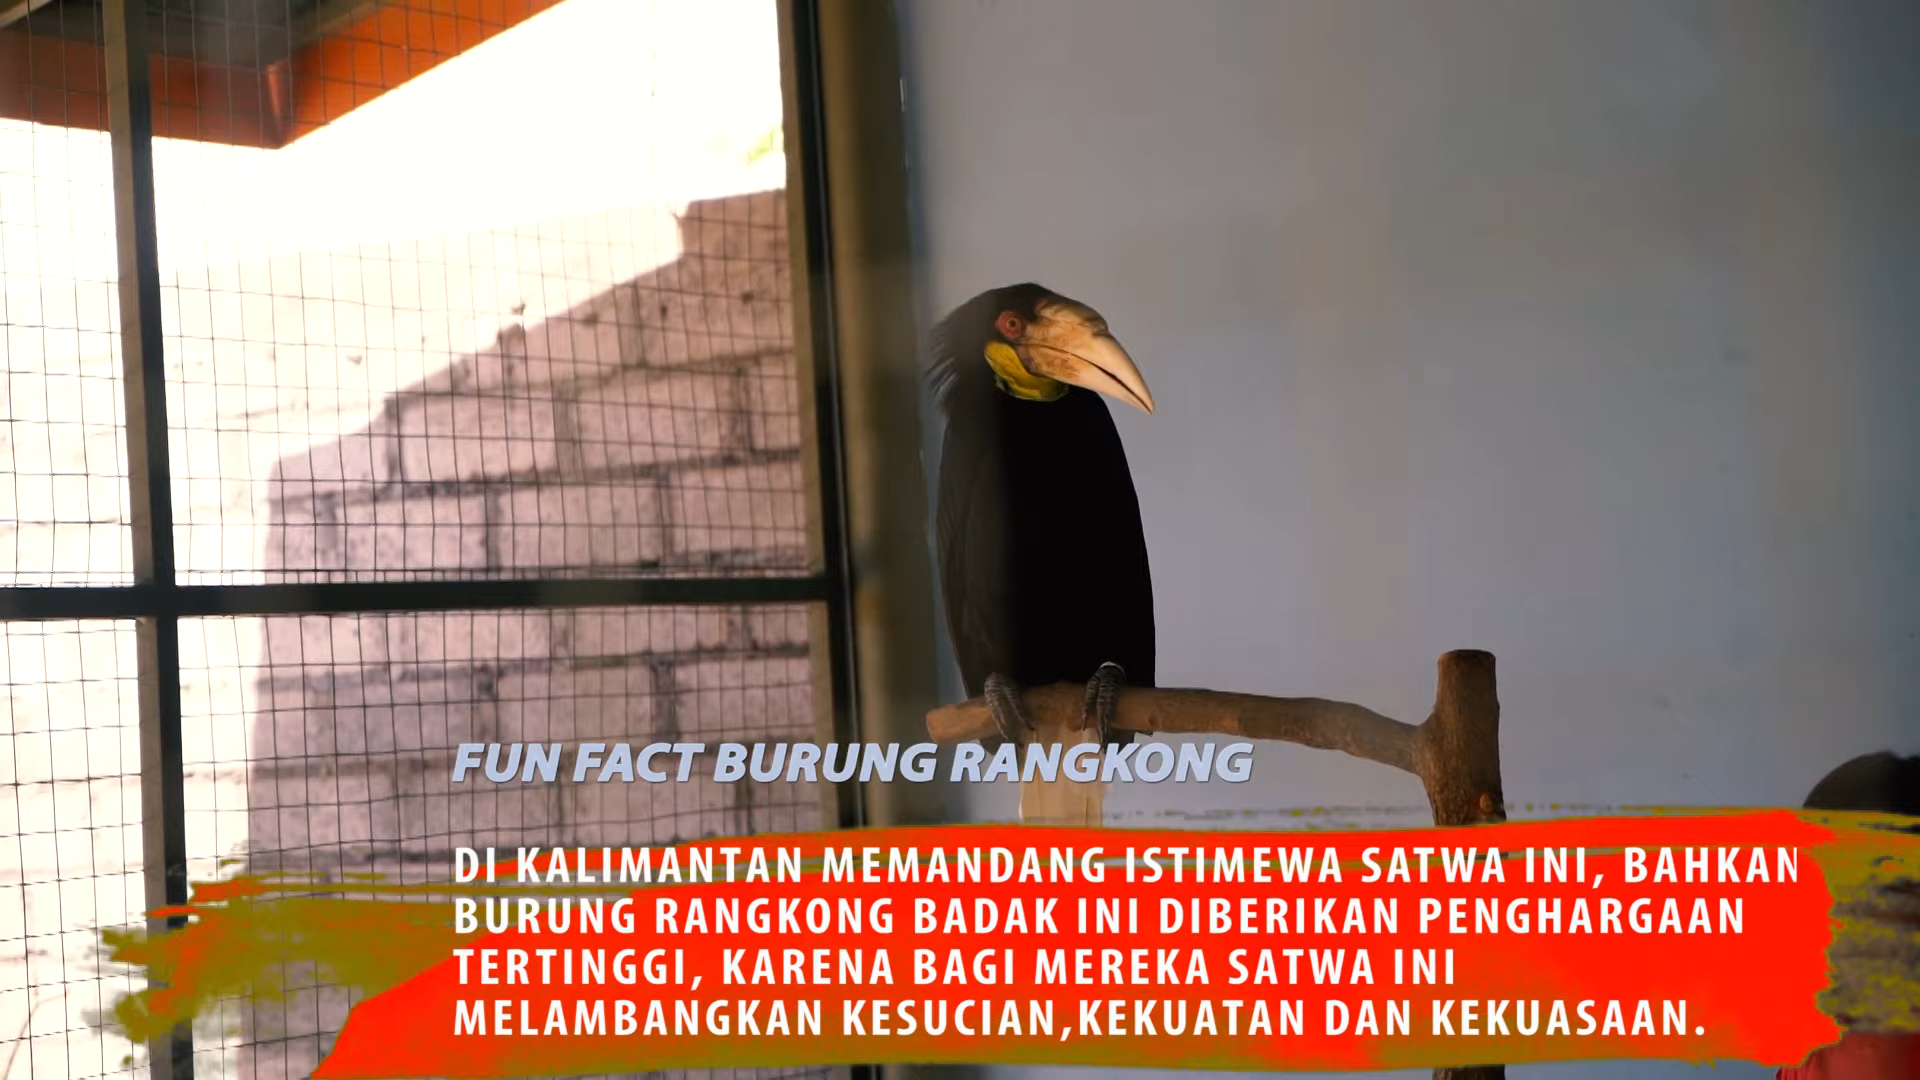 FUN FACT BURUNG RANGKONG
DI KALIMANTAN MEMANDANG ISTIMEWA SATWA INI, BAHKAN
BURUNG RANGKONG BADAK INI DIBERIKAN PENGHARGAAN
TERTINGGI, KARENA BAGI MEREKA SATWA INI
MELAMBANGKAN KESUCIAN,KEKUATAN DAN KEKUASAAN.